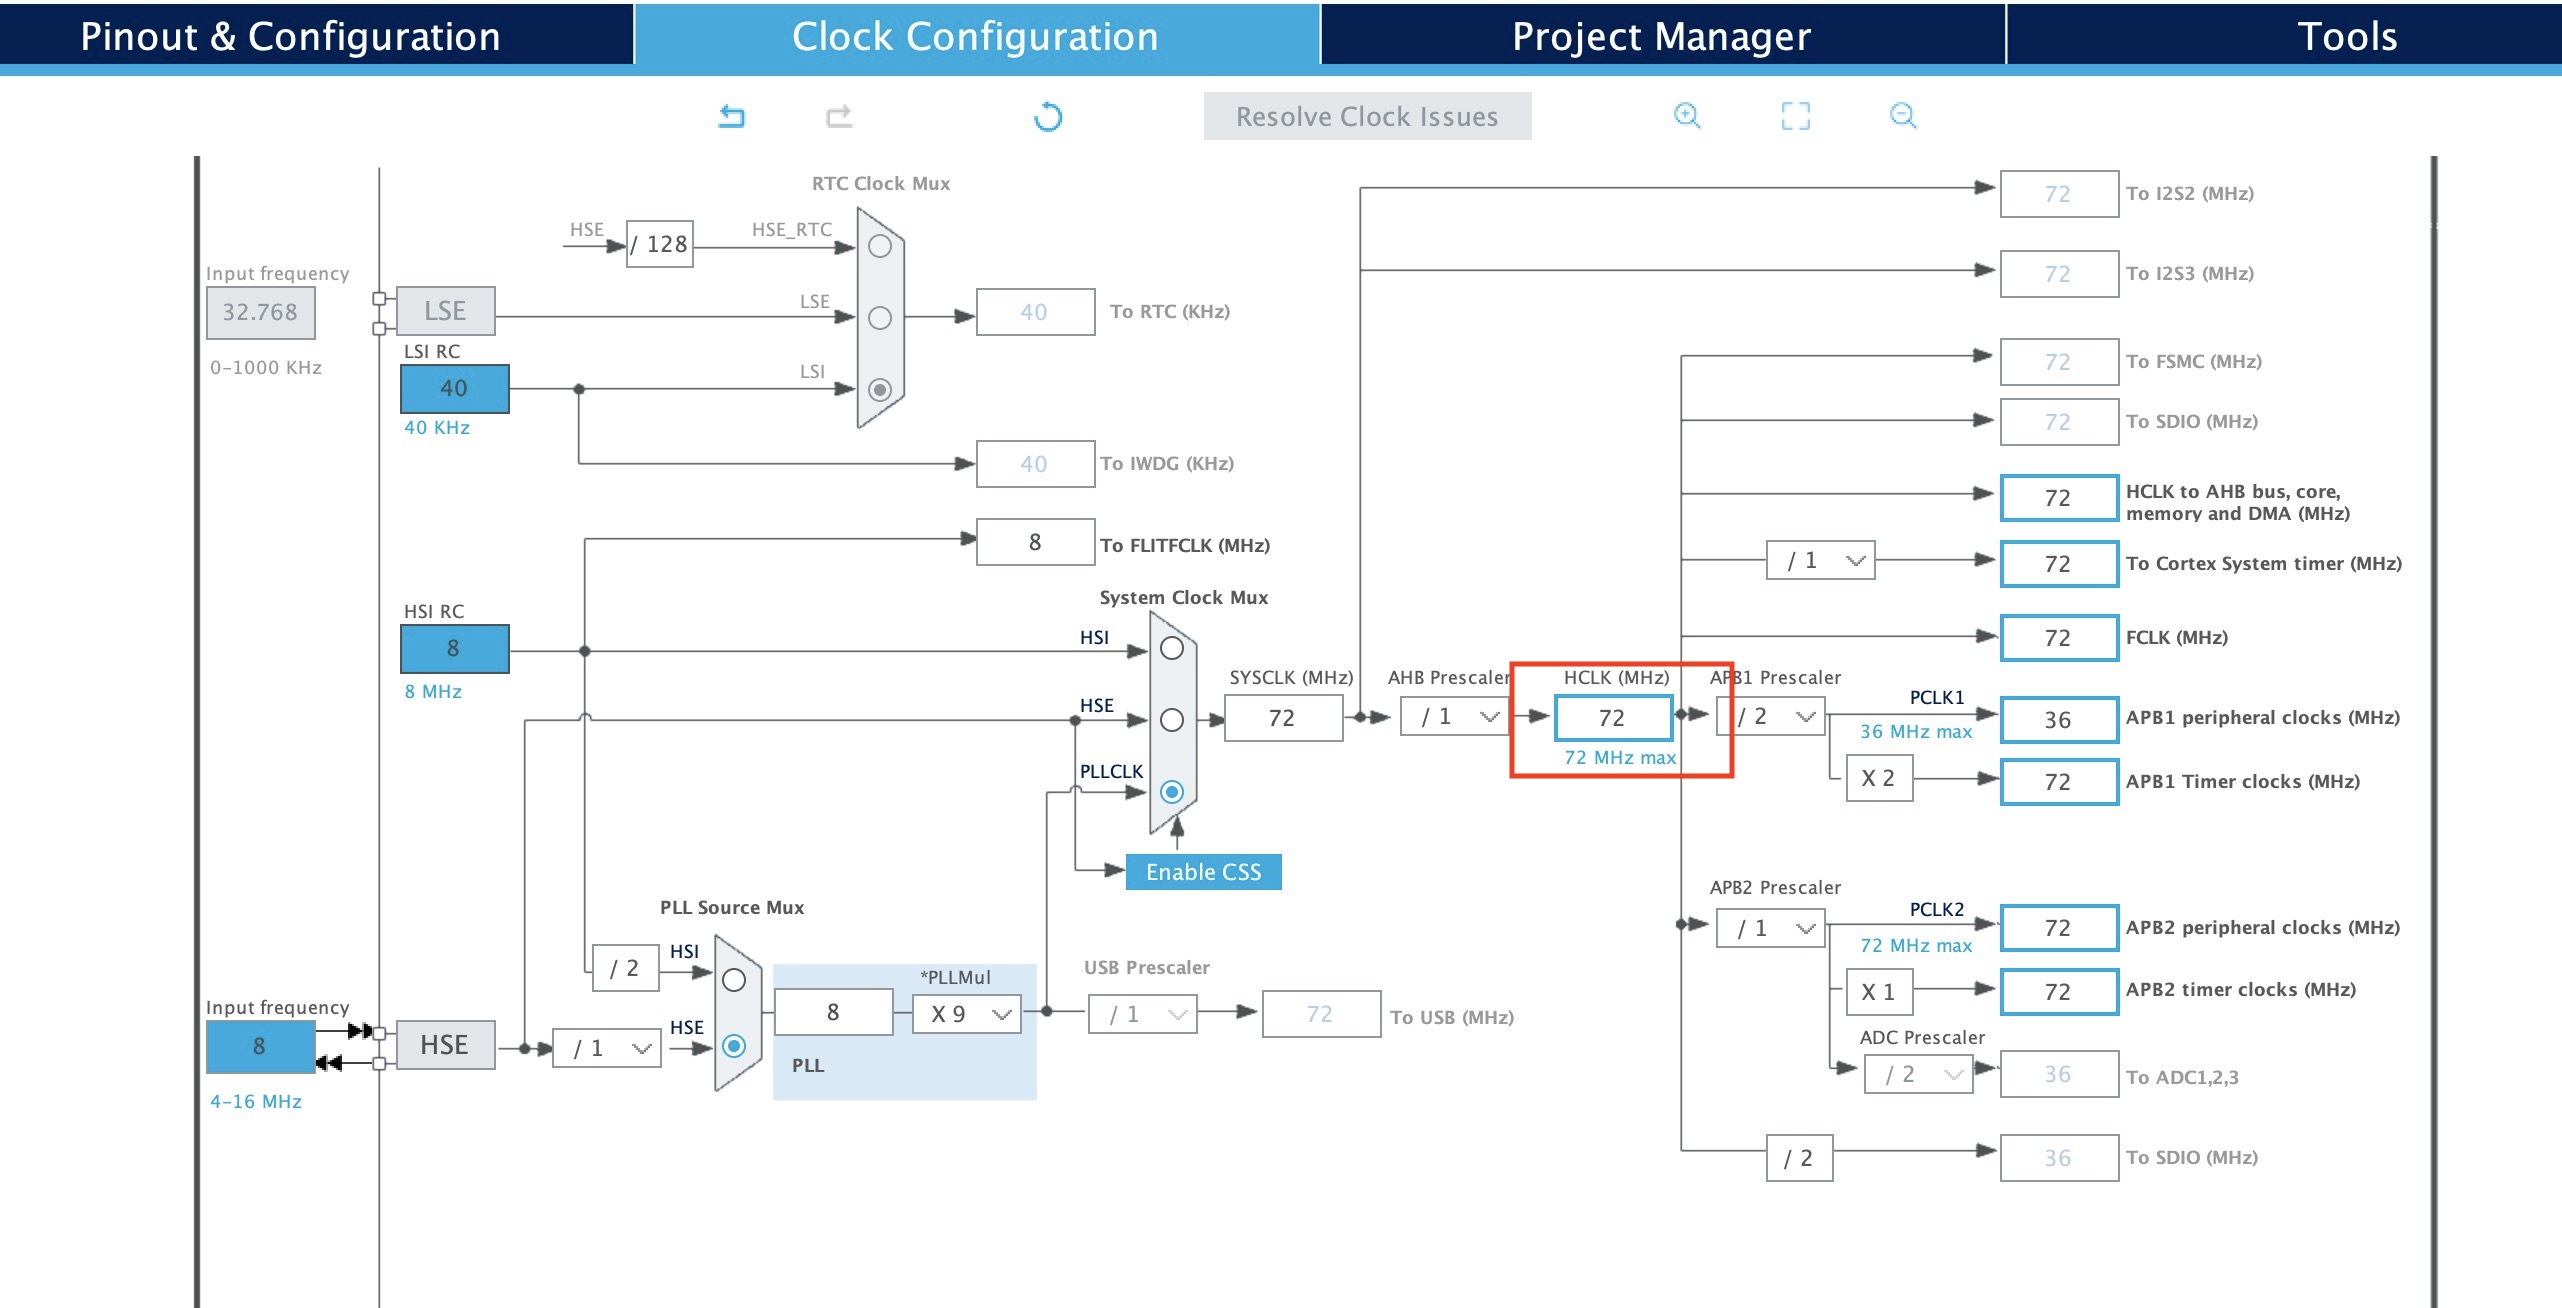 Pinout & Configuration
Clock Configuration
Project Manager
Tools
Resolve Clock Issues
RTC Clock Mux
HSE
/ 128
HSE_RTC
Input frequency
32.768
0-1000 KHz
LSE
LSE
40
To RTC (KHz)
LSI RC
40
40 KHz
LSI
40
To IWDG (KHz)
8
To FLITFCLK (MHz)
HSI RC
8
8 MHz
System Clock Mux
HSI
HSE
PLLCLK
Enable CSS
SYSCLK (MHz)
72
AHB Prescaler
/ 1
HCLK (MHz)
72
72 MHz max
PLL Source Mux
/ 2
HSI
Input frequency
8
4-16 MHz
HSE
/ 1
HSE
8
*PLLMul
X 9
PLL
USB Prescaler
/ 1
72
To USB (MHz)
72
To I2S2 (MHz)
72
To I2S3 (MHz)
72
To FSMC (MHz)
72
To SDIO (MHz)
72
HCLK to AHB bus, core,
memory and DMA (MHz)
/ 1
72
To Cortex System timer (MHz)
72
FCLK (MHz)
APB1 Prescaler
/ 2
PCLK1
36 MHz max
36
APB1 peripheral clocks (MHz)
X 2
72
APB1 Timer clocks (MHz)
APB2 Prescaler
/ 1
PCLK2
72 MHz max
72
APB2 peripheral clocks (MHz)
X 1
72
APB2 timer clocks (MHz)
ADC Prescaler
/ 2
36
To ADC1,2,3
/ 2
36
To SDIO (MHz)